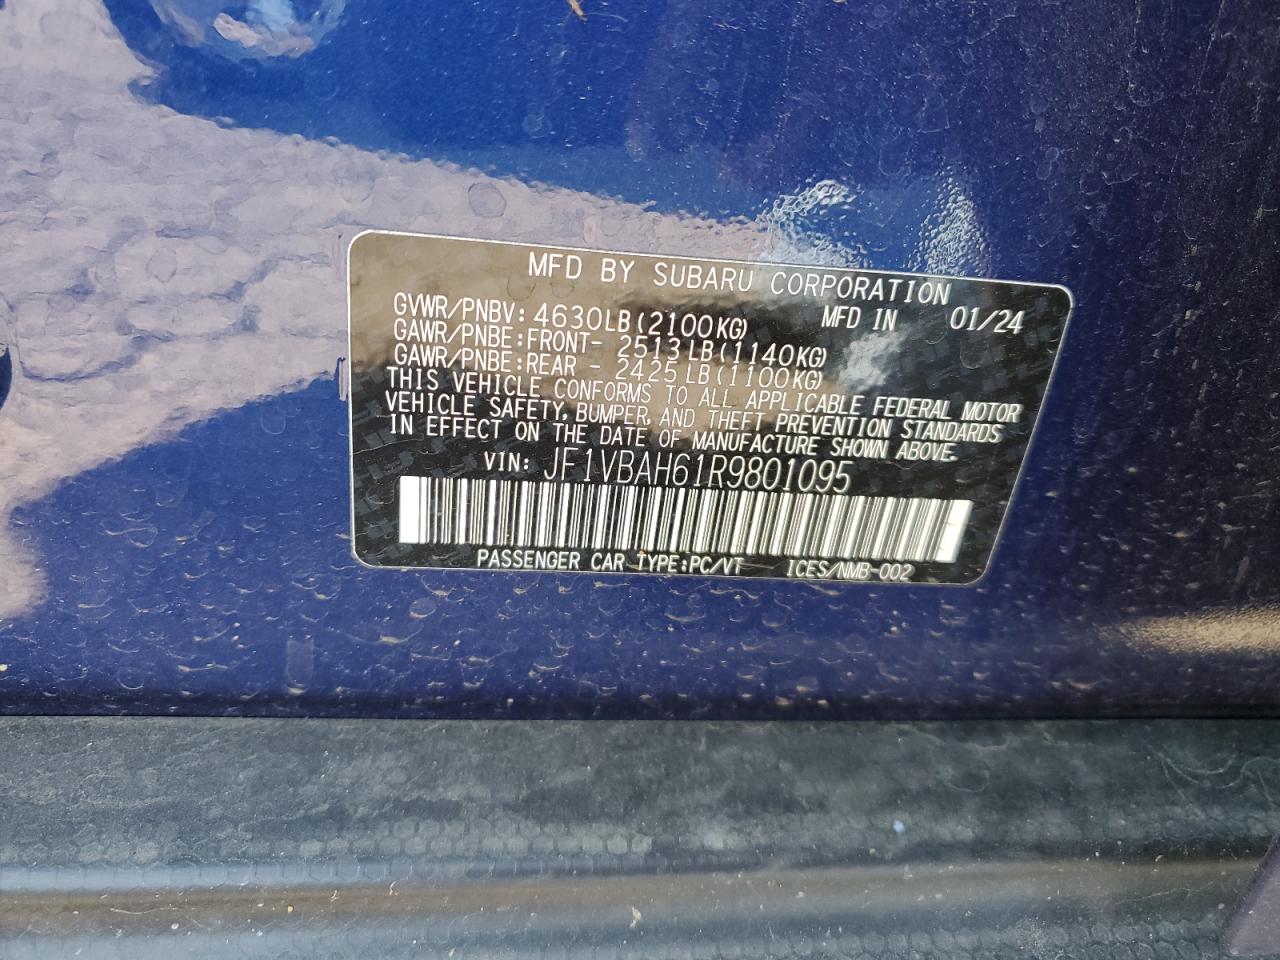 MFD BY SUBARU CORPORATION
GVWR/PNBV: 4630LB(2100KG) MFD IN 01/24
GAWR/PNBE:FRONT- 2513LB(1140KG)
GAWR/PNBE:REAR - 2425LB(1100KG)
THIS VEHICLE CONFORMS TO ALL APPLICABLE FEDERAL MOTOR
VEHICLE SAFETY, BUMPER, AND THEFT PREVENTION STANDARDS
IN EFFECT ON THE DATE OF MANUFACTURE SHOWN ABOVE.
VIN: JF1VBAH61R9801095
PASSENGER CAR TYPE:PC/VT ICES/NMB-002